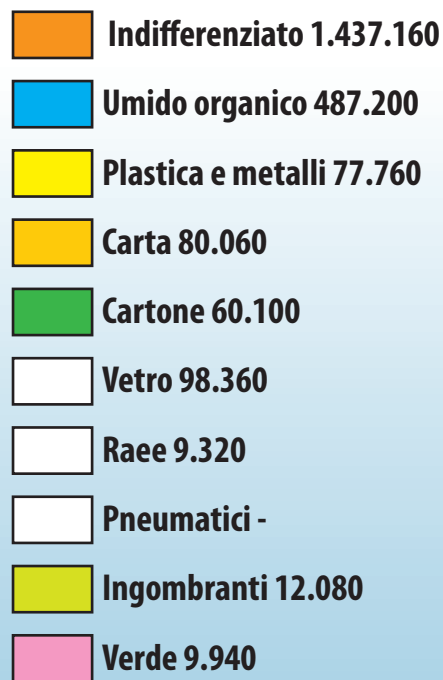 Indifferenziato 1.437.160
Umido organico 487.200
Plastica e metalli 77.760
Carta 80.060
Cartone 60.100
Vetro 98.360
Raee 9.320
Pneumatici -
Ingombranti 12.080
Verde 9.940